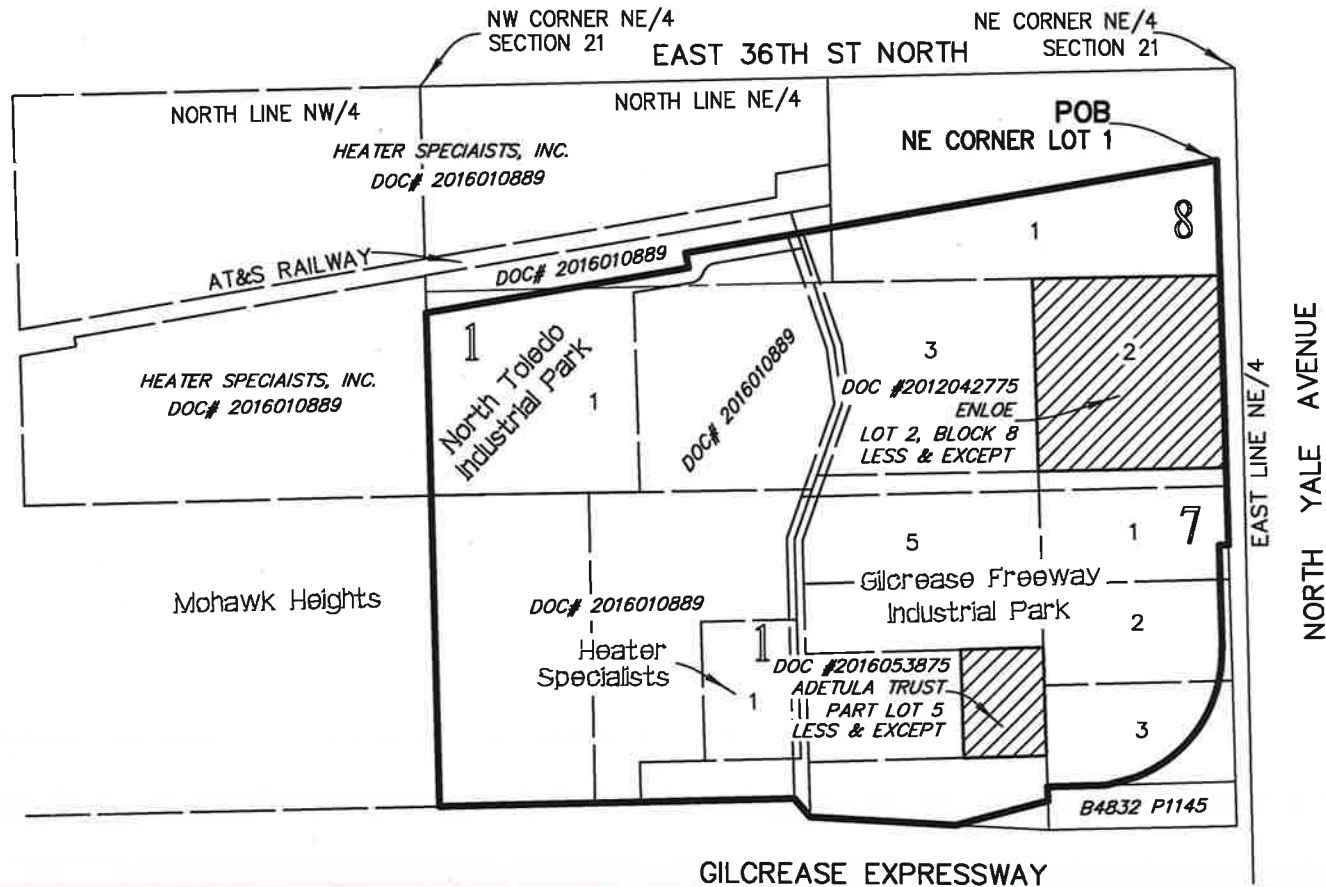 NW CORNER NE/4
SECTION 21
NE CORNER NE/4
SECTION 21
EAST 36TH ST NORTH
NORTH LINE NW/4
NORTH LINE NE/4
POB
NE CORNER LOT 1
HEATER SPECIAISTS, INC.
DOC# 2016010889
1
8
AT&S RAILWAY
DOC# 2016010889
1
North Toledo
Industrial Park
1
DOC# 2016010889
3
2
HEATER SPECIAISTS, INC.
DOC# 2016010889
DOC #2012042775
ENLOE
LOT 2, BLOCK 8
LESS & EXCEPT
EAST LINE NE/4
NORTH YALE AVENUE
5
1
7
Gilcrease Freeway
Industrial Park
Mohawk Heights
DOC# 2016010889
2
Heater
Specialists
1
1
DOC #2016053875
ADETULA TRUST
PART LOT 5
LESS & EXCEPT
3
B4832 P1145
GILCREASE EXPRESSWAY